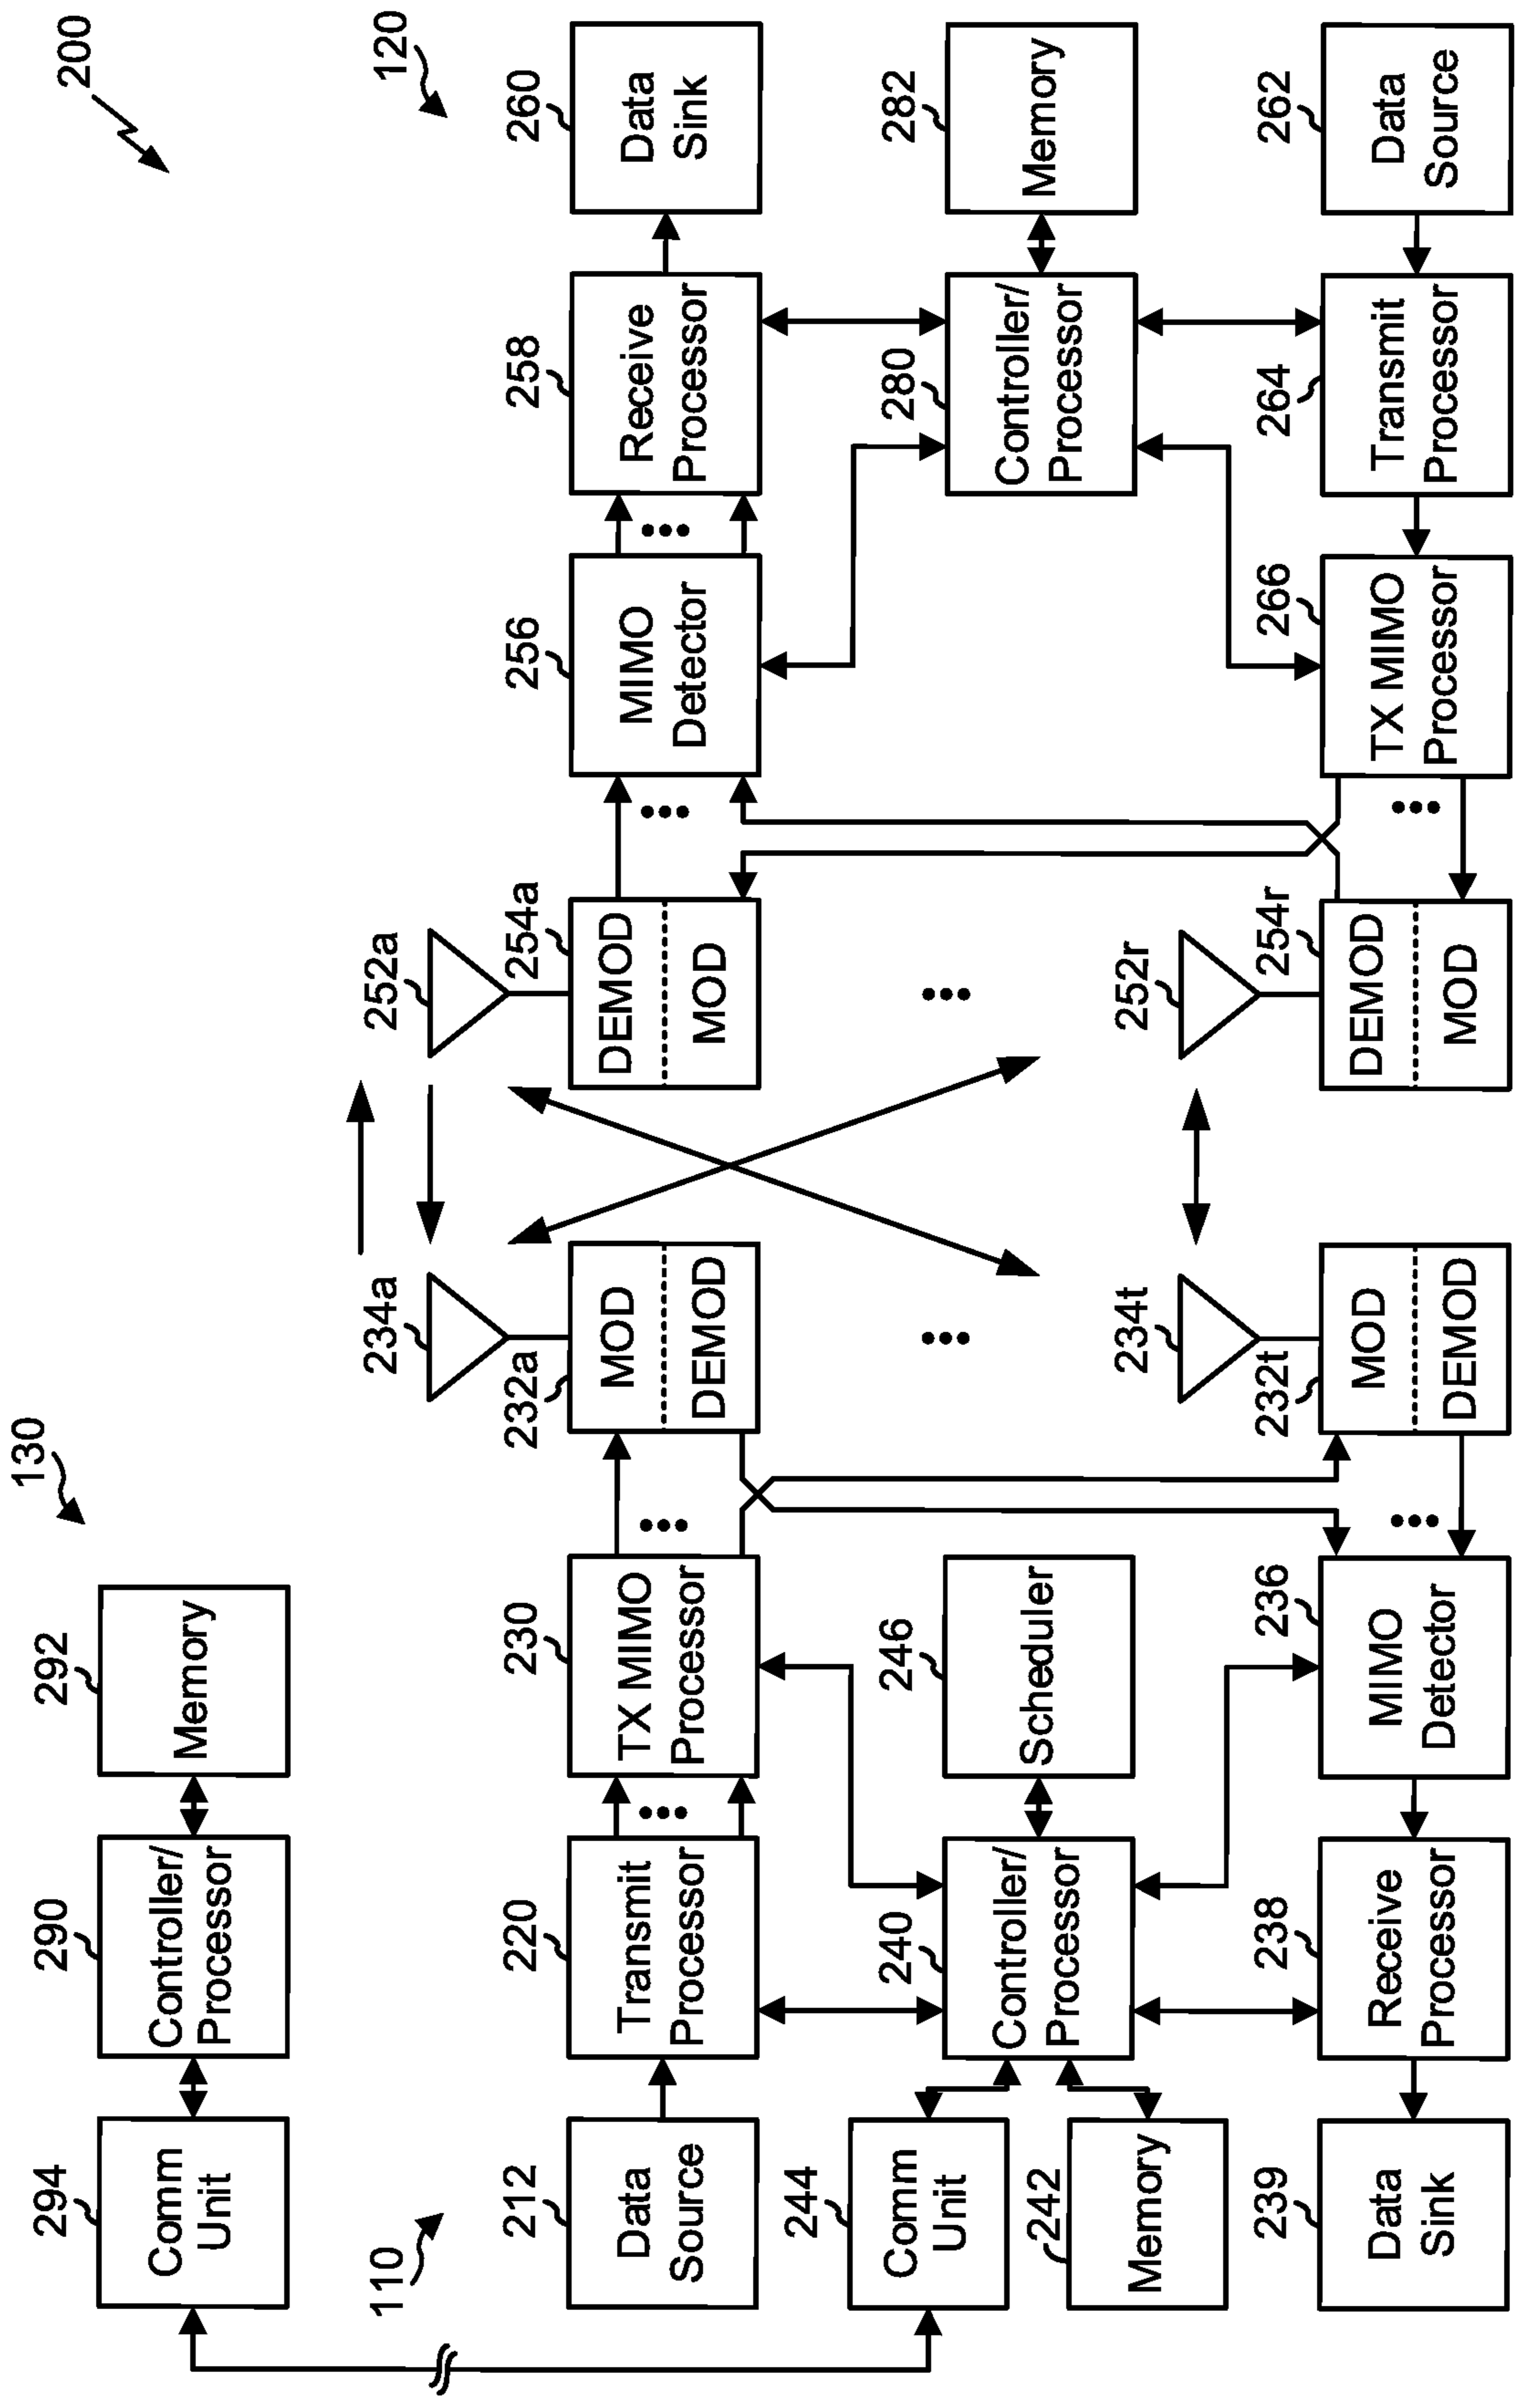 200
130
294
Comm
Unit
290
Controller/
Processor
292
Memory
110
120
212
Data
Source
220
Transmit
Processor
230
TX MIMO
Processor
232a
MOD
DEMOD
234a
252a
254a
DEMOD
MOD
256
MIMO
Detector
258
Receive
Processor
260
Data
Sink
244
Comm
Unit
242
Memory
240
Controller/
Processor
246
Scheduler
280
Controller/
Processor
282
Memory
239
Data
Sink
238
Receive
Processor
236
MIMO
Detector
232t
MOD
DEMOD
234t
252r
254r
DEMOD
MOD
266
TX MIMO
Processor
264
Transmit
Processor
262
Data
Source